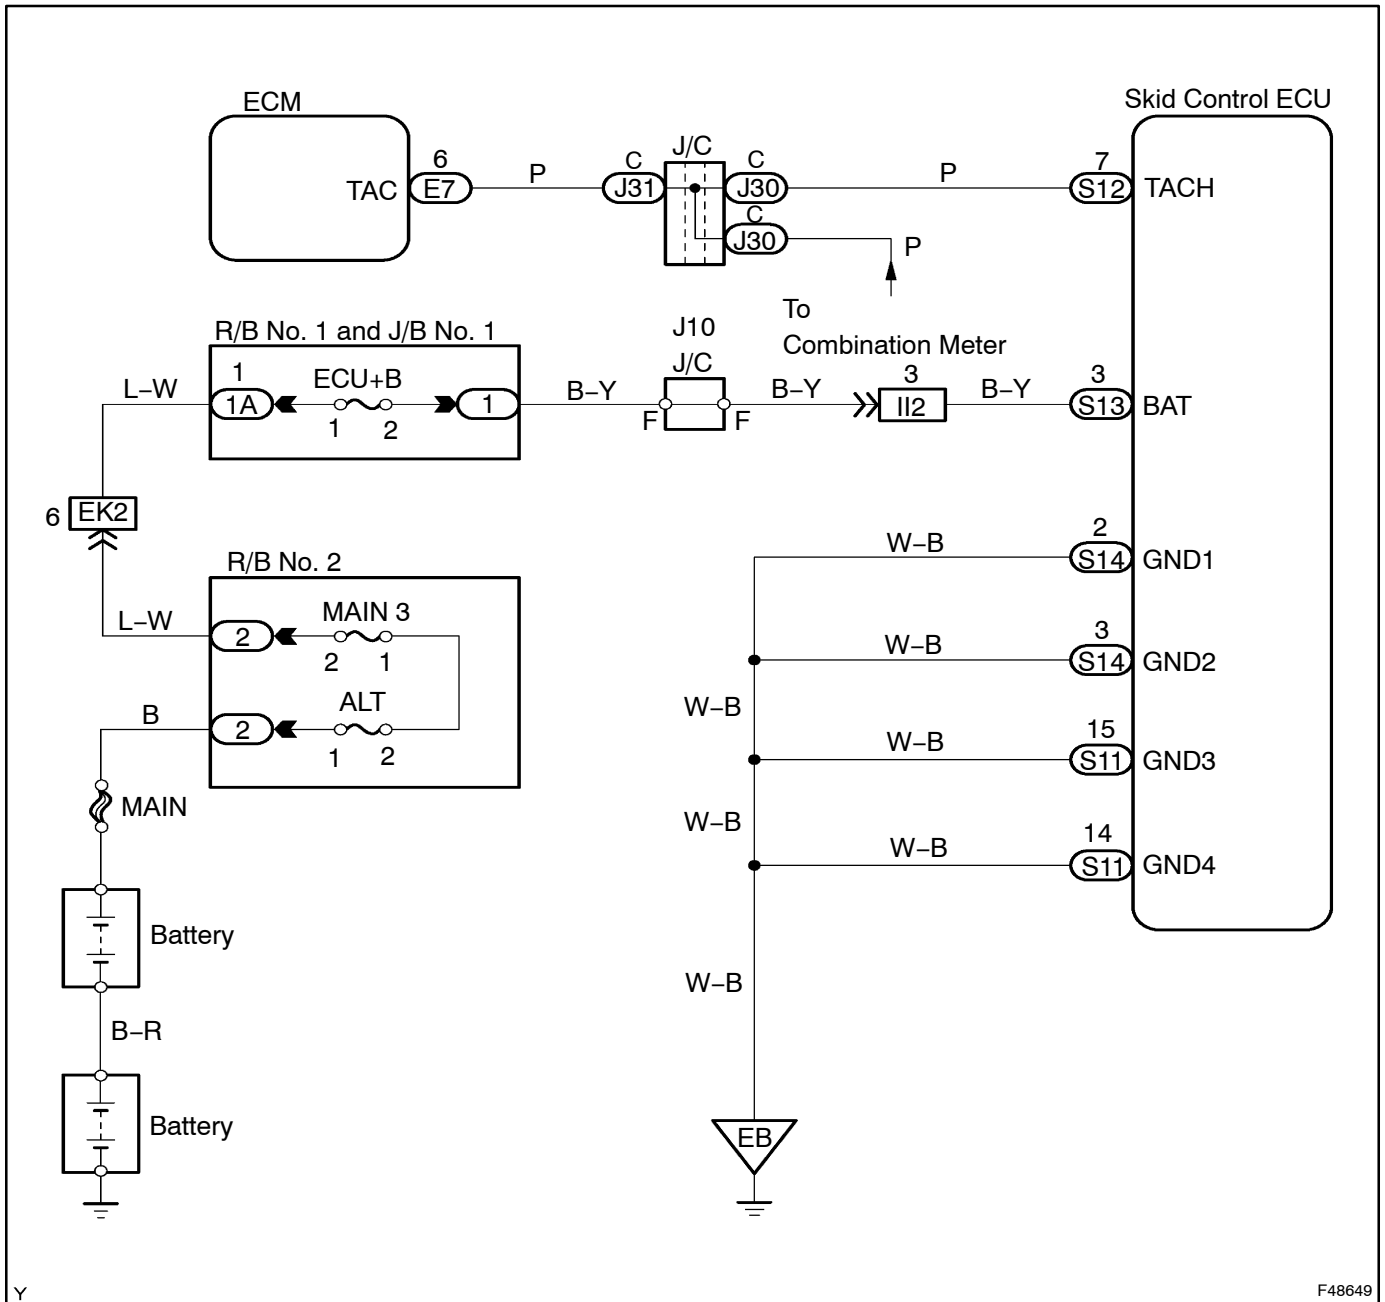 ECM
Skid Control ECU
J/C
6
C
C
7
TAC
E7
P
J31
J30
P
S12
TACH
C
J30
P
To
Combination Meter
R/B No. 1 and J/B No. 1
J10
J/C
1
ECU+B
3
3
L–W
1A
1
B–Y
B–Y
II2
B–Y
S13
BAT
1
2
F
F
6
EK2
R/B No. 2
2
W–B
S14
GND1
L–W
2
MAIN 3
2
1
3
W–B
S14
GND2
B
2
ALT
1
2
W–B
15
W–B
S11
GND3
MAIN
W–B
14
W–B
S11
GND4
Battery
W–B
B–R
Battery
EB
Y
F48649